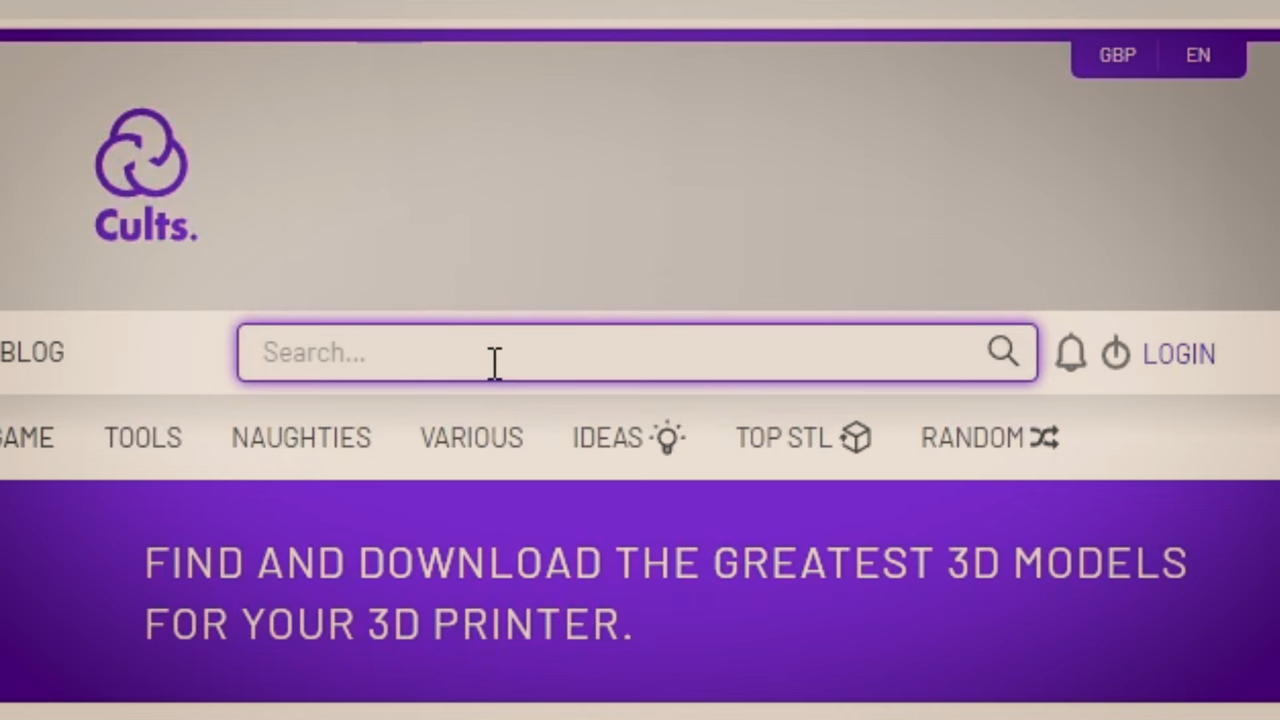 GBP EN
Cults.
BLOG Search... LOGIN
GAME TOOLS NAUGHTIES VARIOUS IDEAS TOP STL RANDOM
FIND AND DOWNLOAD THE GREATEST 3D MODELS
FOR YOUR 3D PRINTER.